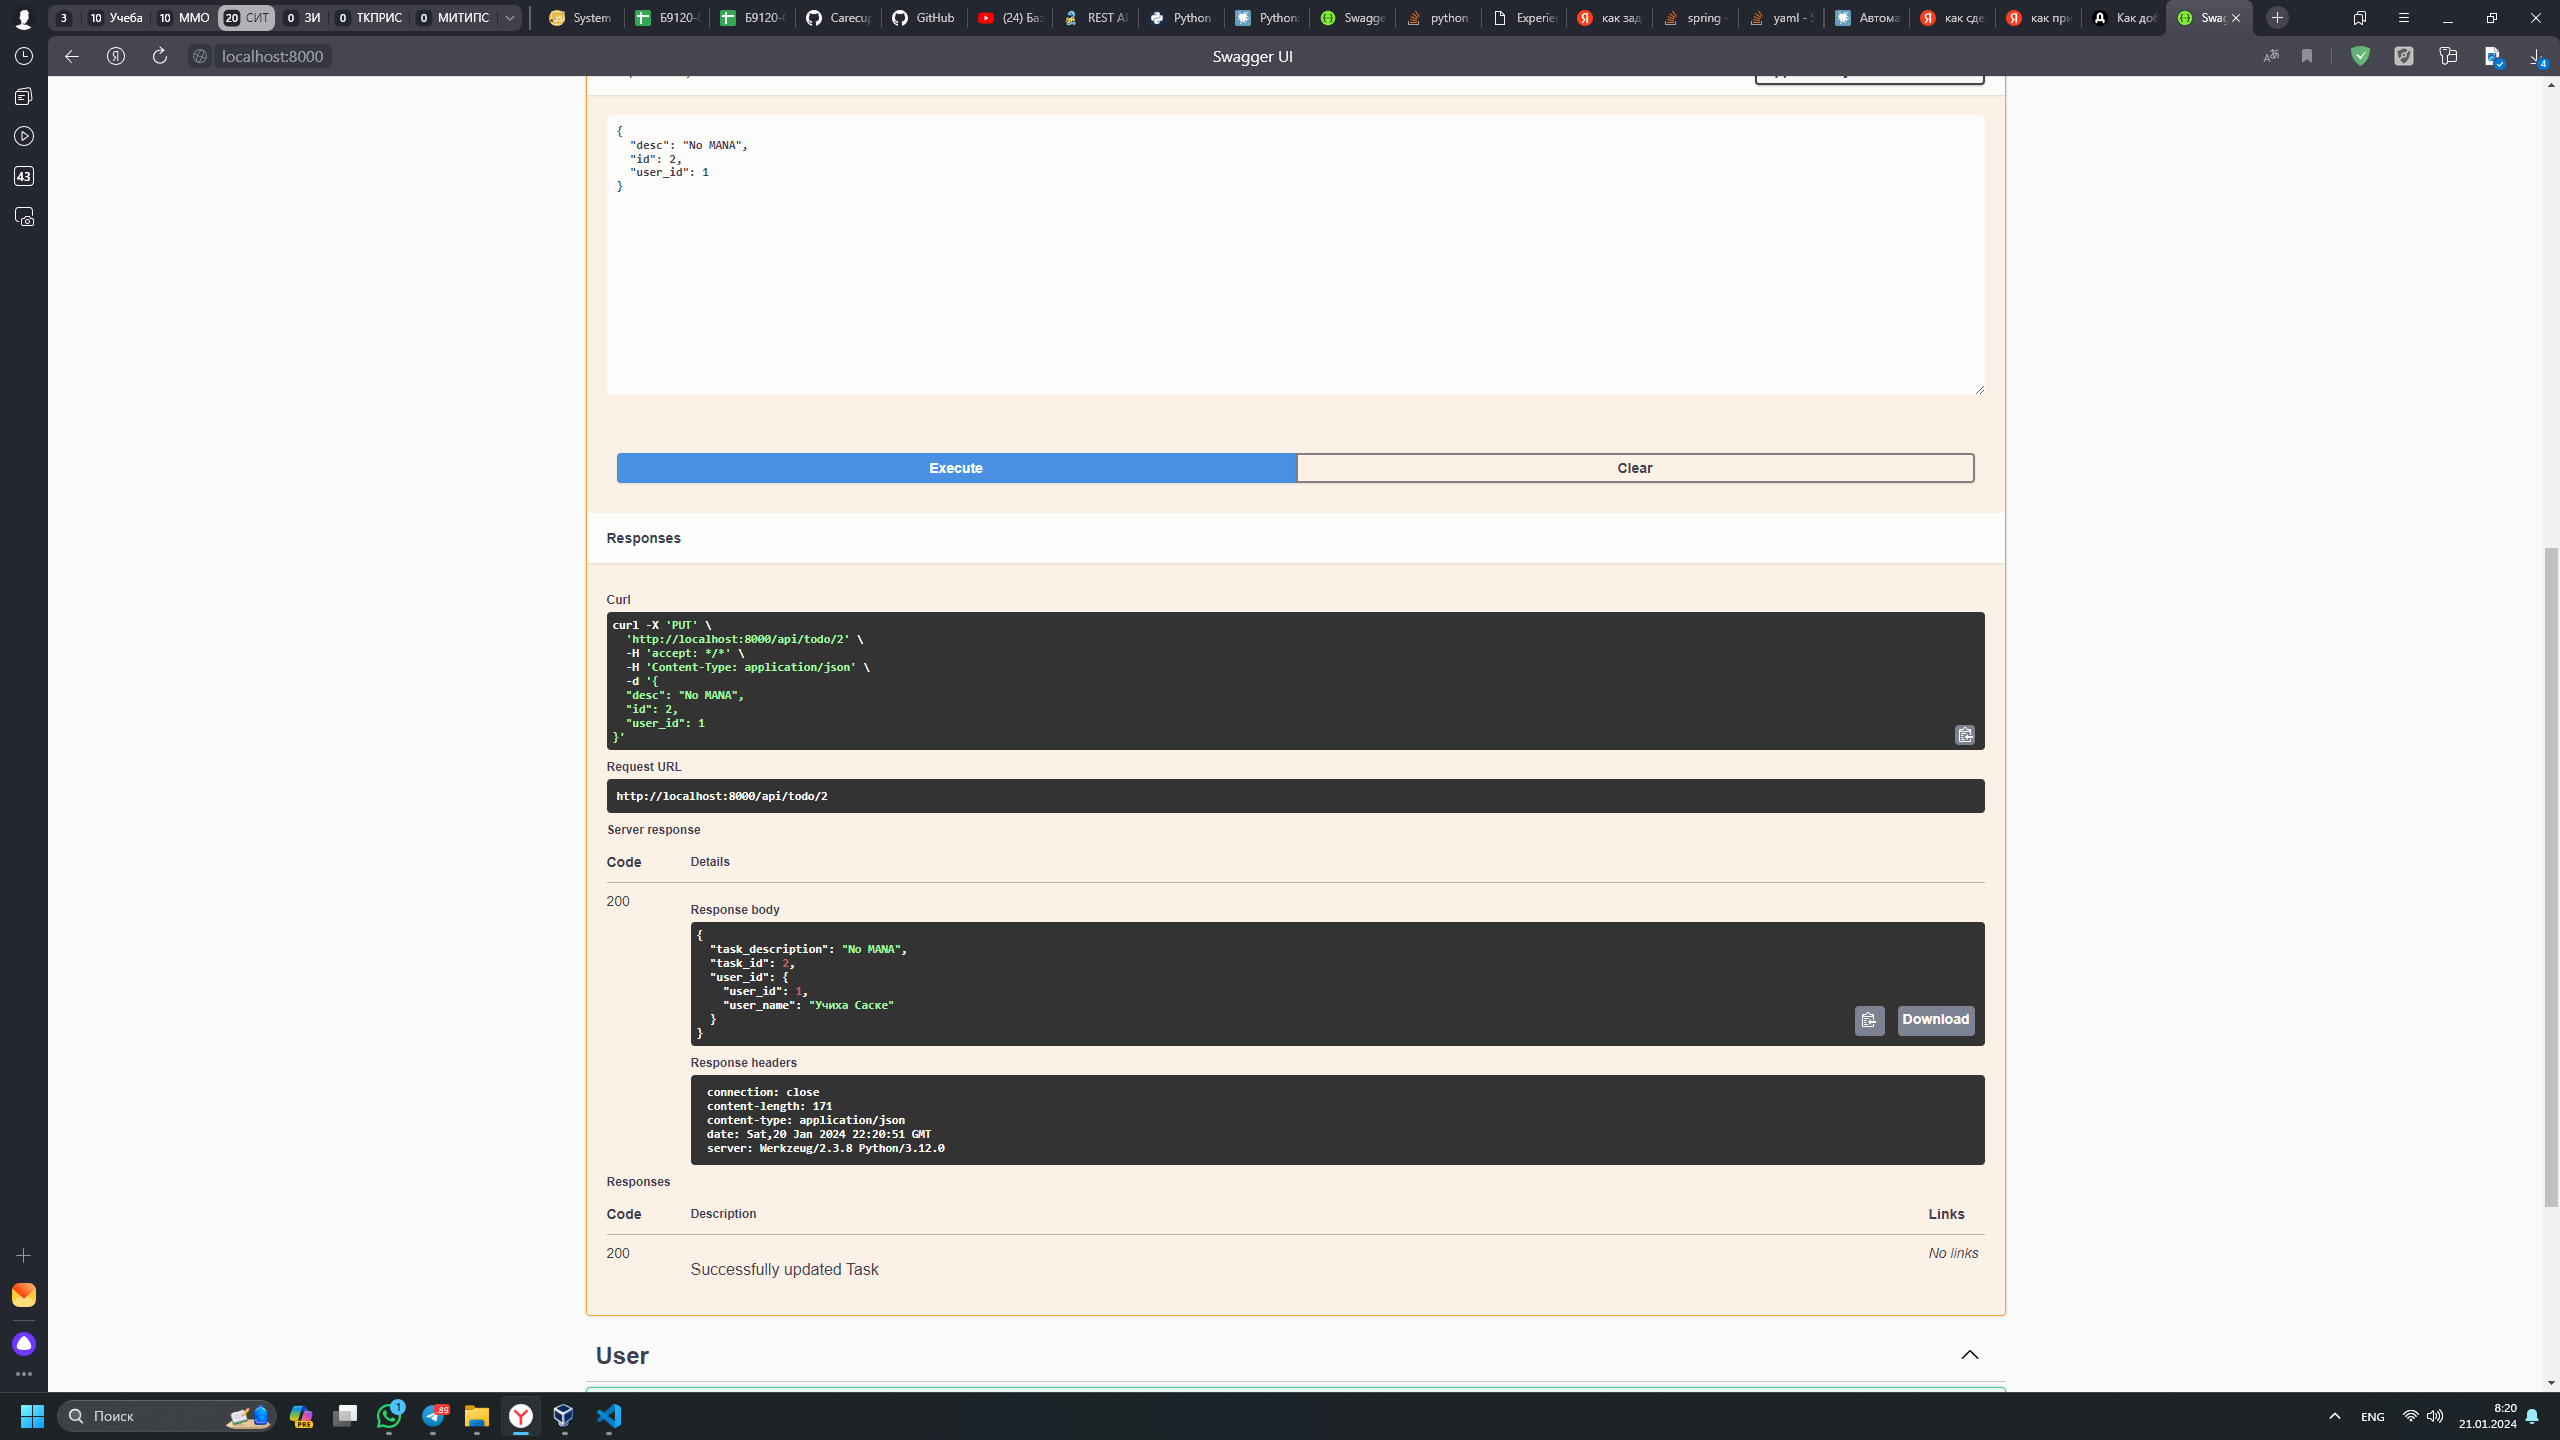 3
10 Учеба
10 ММО
20 СИТ
0 ЗИ
0 ТКПРИС
0 МИТИПС
System
Б9120-
Б9120-
GitHub
(24) Ба
REST AP
Python
Python:
Swagge
python
Experie
как зад
spring -
yaml - S
Автома
как сде
как при
Как доб
Swag
localhost:8000
Swagger UI
4
43
{
"desc": "No MANA",
"id": 2,
"user_id": 1
}
Execute
Clear
Responses
Curl
curl -X 'PUT' \
'http://localhost:8000/api/todo/2' \
-H 'accept: */*' \
-H 'Content-Type: application/json' \
-d '{
"desc": "No MANA",
"id": 2,
"user_id": 1
}'
Request URL
http://localhost:8000/api/todo/2
Server response
Code Details
200
Response body
{
"task_description": "No MANA",
"task_id": 2,
"user_id": {
"user_id": 1,
"user_name": "Учиха Саске"
}
}
Download
Response headers
connection: close
content-length: 171
content-type: application/json
date: Sat,20 Jan 2024 22:20:51 GMT
server: Werkzeug/2.3.8 Python/3.12.0
Responses
Code Description Links
200 No links
Successfully updated Task
User
Поиск
PRE
1
89
ENG
8:20
21.01.2024